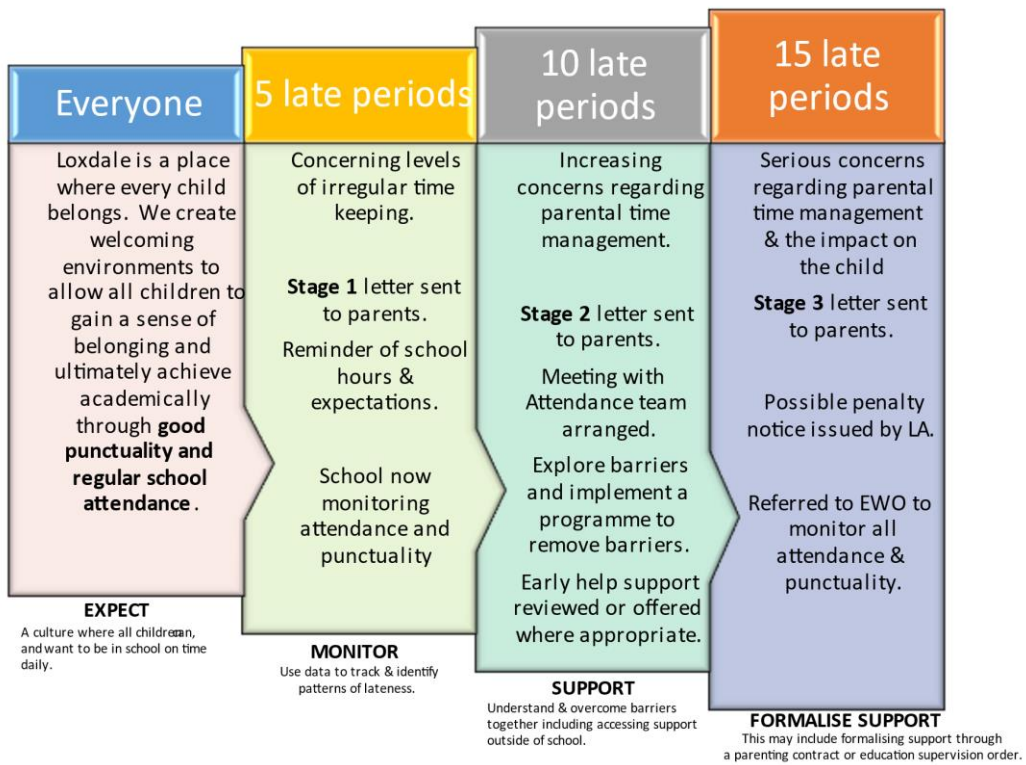 Everyone
Loxdale is a place
where every child
belongs. We create
welcoming
environments to
allow all children to
gain a sense of
belonging and
ultimately achieve
academically
through good
punctuality and
regular school
attendance.
EXPECT
A culture where all children can,
and want to be in school on time
daily.
5 late periods
Concerning levels
of irregular time
keeping.
Stage 1 letter sent
to parents.
Reminder of school
hours &
expectations.
School now
monitoring
attendance and
punctuality
MONITOR
Use data to track & identify
patterns of lateness.
10 late
periods
Increasing
concerns regarding
parental time
management.
Stage 2 letter sent
to parents.
Meeting with
Attendance team
arranged.
Explore barriers
and implement a
programme to
remove barriers.
Early help support
reviewed or offered
where appropriate.
SUPPORT
Understand & overcome barriers
together including accessing support
outside of school.
15 late
periods
Serious concerns
regarding parental
time management
& the impact on
the child
Stage 3 letter sent
to parents.
Possible penalty
notice issued by LA.
Referred to EWO to
monitor all
attendance &
punctuality.
FORMALISE SUPPORT
This may include formalising support through
a parenting contract or education supervision order.